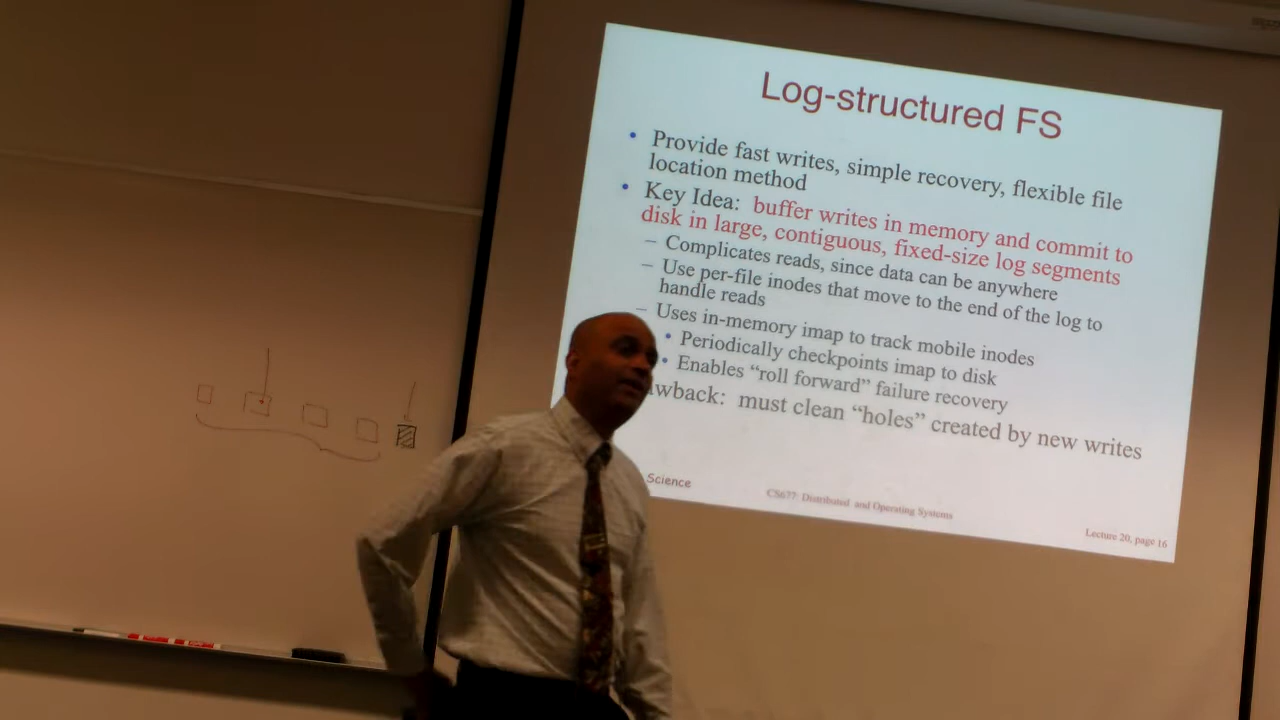 Log-structured FS
• Provide fast writes, simple recovery, flexible file
location method
• Key Idea: buffer writes in memory and commit to
disk in large, contiguous, fixed-size log segments
– Complicates reads, since data can be anywhere
– Use per-file inodes that move to the end of the log to
handle reads
– Uses in-memory imap to track mobile inodes
• Periodically checkpoints imap to disk
• Enables “roll forward” failure recovery
wback: must clean “holes” created by new writes
Science
CS677: Distributed and Operating Systems
Lecture 20, page 16